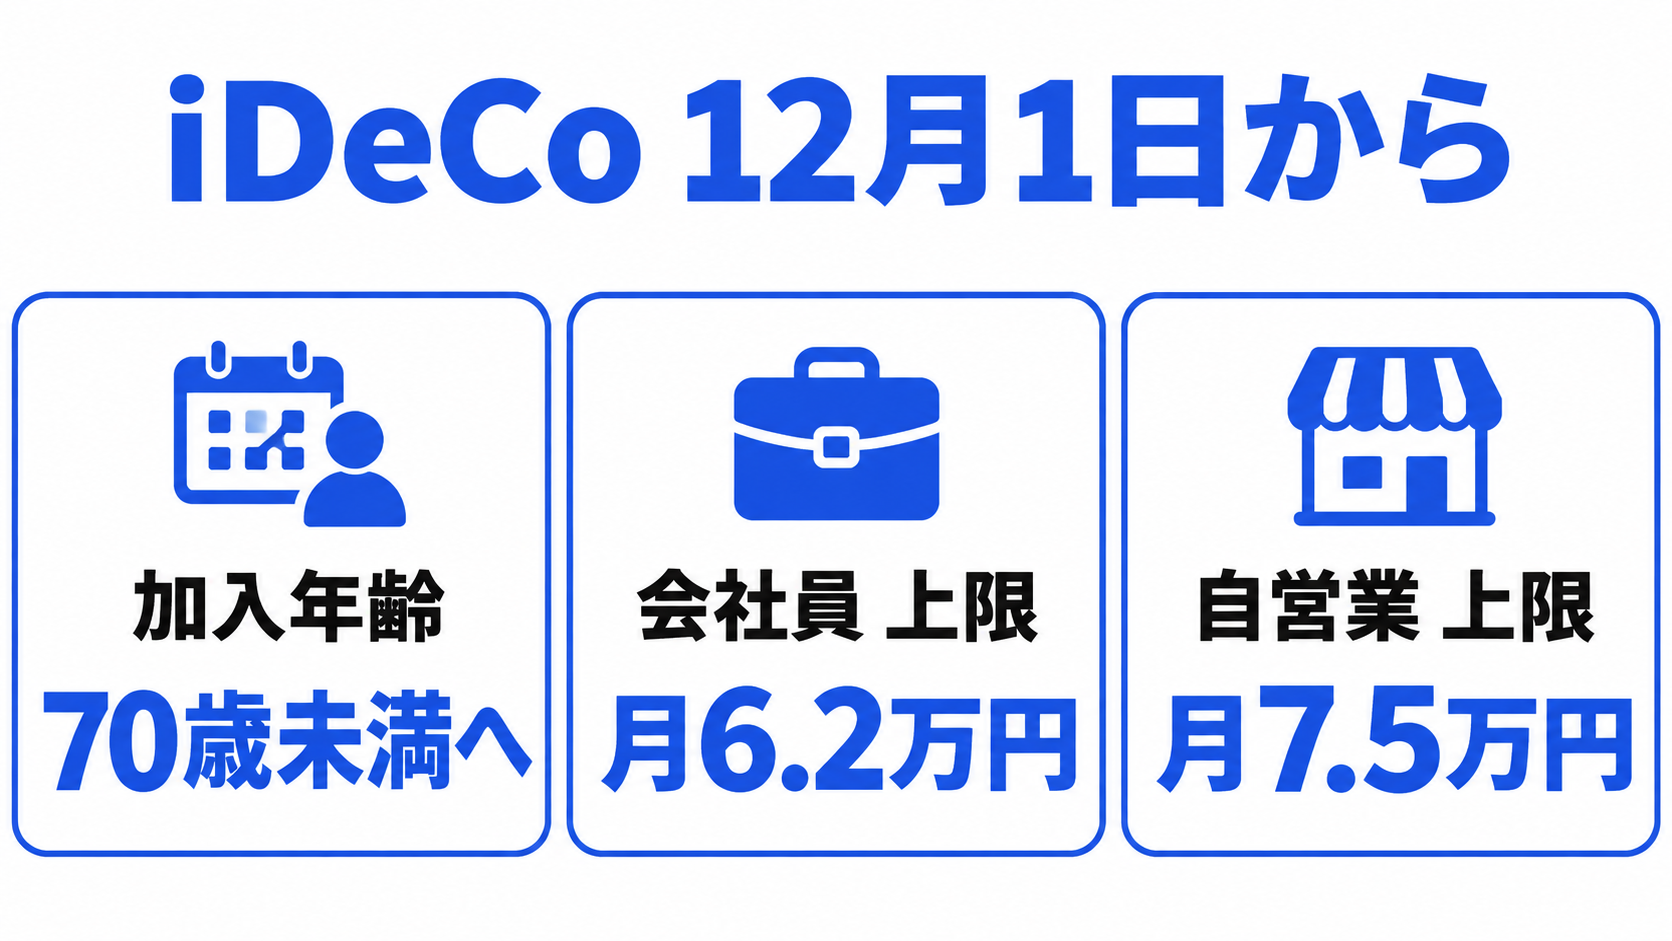 iDeCo 12月1日から
加入年齢
70歳未満へ
会社員 上限
月6.2万円
自営業 上限
月7.5万円